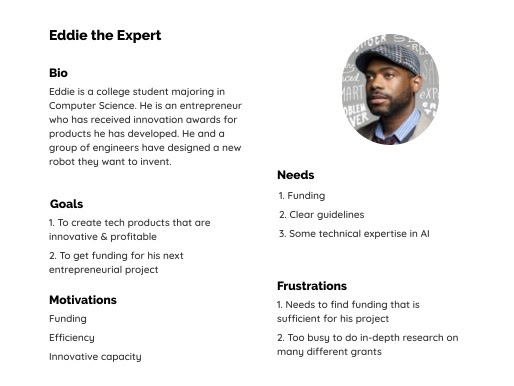 Eddie the Expert
Bio
Eddie is a college student majoring in
Computer Science. He is an entrepreneur
who has received innovation awards for
products he has developed. He and a
group of engineers have designed a new
robot they want to invent.
Goals
1. To create tech products that are
innovative & profitable
2. To get funding for his next
entrepreneurial project
Motivations
Funding
Efficiency
Innovative capacity
Needs
1. Funding
2. Clear guidelines
3. Some technical expertise in AI
Frustrations
1. Needs to find funding that is
sufficient for his project
2. Too busy to do in-depth research on
many different grants